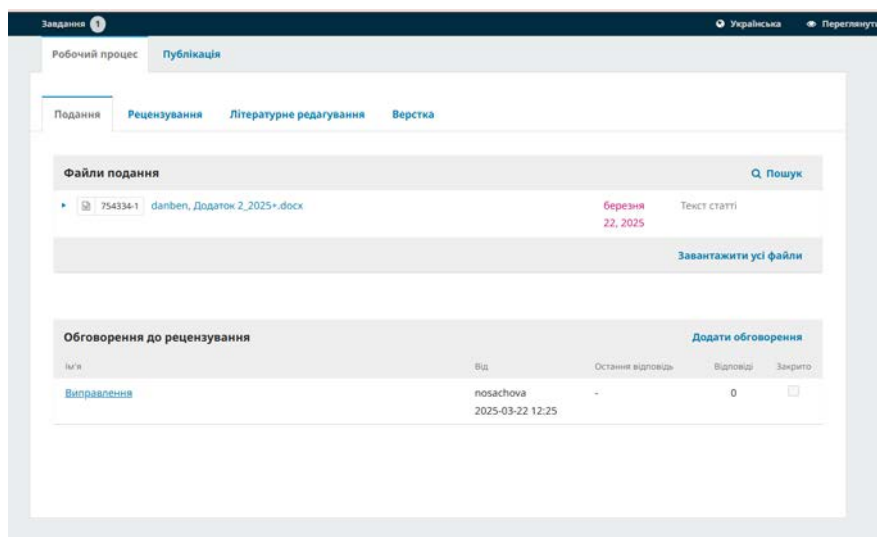 Завдання 1 Українська Переглянути
Робочий процес Публікація
Подання Рецензування Літературне редагування Верстка
Файли подання Пошук
754334-1 danben, Додаток 2_2025+.docx березня Текст статті
22, 2025
Завантажити усі файли
Обговорення до рецензування Додати обговорення
Ім'я Від Остання відповідь Відповіді Закрито
Виправлення nosachova - 0
2025-03-22 12:25